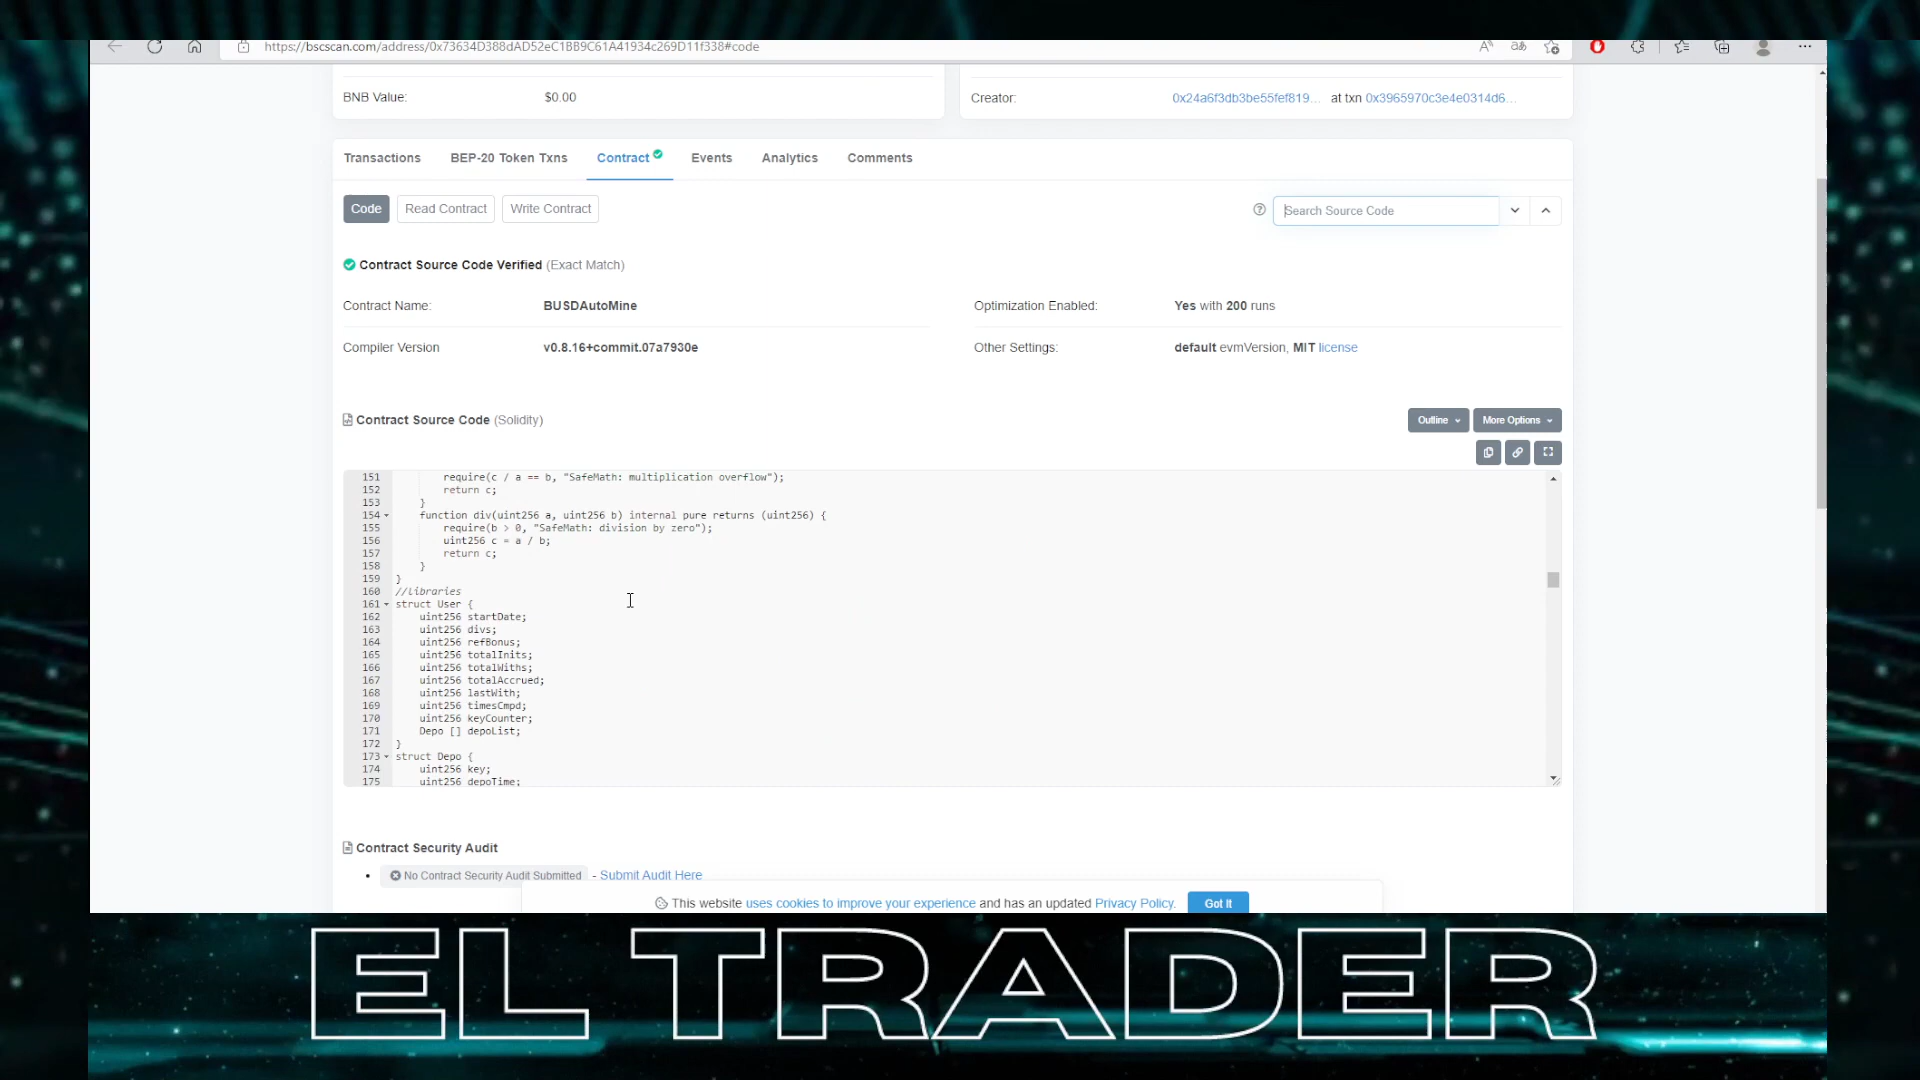 https://bscscan.com/address/0x73634D388dAD52eC1BB9C61A41934c269D11f338#code
BNB Value: $0.00
Creator: 0x24a6f3db3be55fef819... at txn 0x3965970c3e4e0314d6...
Transactions BEP-20 Token Txns Contract Events Analytics Comments
Code Read Contract Write Contract
Search Source Code
Contract Source Code Verified (Exact Match)
Contract Name: BUSDAutoMine
Optimization Enabled: Yes with 200 runs
Compiler Version v0.8.16+commit.07a7930e
Other Settings: default evmVersion, MIT license
Contract Source Code (Solidity)
Outline More Options
151 require(c / a == b, "SafeMath: multiplication overflow");
152 return c;
153 }
154 function div(uint256 a, uint256 b) internal pure returns (uint256) {
155 require(b > 0, "SafeMath: division by zero");
156 uint256 c = a / b;
157 return c;
158 }
159 }
160 //libraries
161 struct User {
162 uint256 startDate;
163 uint256 divs;
164 uint256 refBonus;
165 uint256 totalInits;
166 uint256 totalWiths;
167 uint256 totalAccrued;
168 uint256 lastWith;
169 uint256 timesCmpd;
170 uint256 keyCounter;
171 Depo [] depoList;
172 }
173 struct Depo {
174 uint256 key;
175 uint256 depoTime;
Contract Security Audit
No Contract Security Audit Submitted - Submit Audit Here
This website uses cookies to improve your experience and has an updated Privacy Policy. Got It
EL TRADER